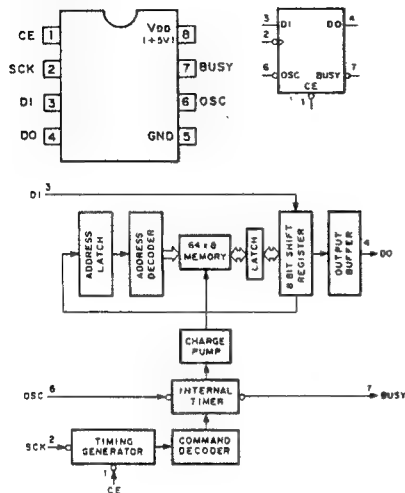 CE 1
VDD
(+5V) 8
SCK 2
7 BUSY
DI 3
6 OSC
DO 4
GND 5
3 DI DO 4
2
6 OSC BUSY 7
CE
1
DI 3
ADDRESS
LATCH
ADDRESS
DECODER
64 x 8
MEMORY
LATCH
8 BIT SHIFT
REGISTER
OUTPUT
BUFFER
4 DO
CHARGE
PUMP
OSC 6
INTERNAL
TIMER
7 BUSY
SCK 2
TIMING
GENERATOR
COMMAND
DECODER
1
CE